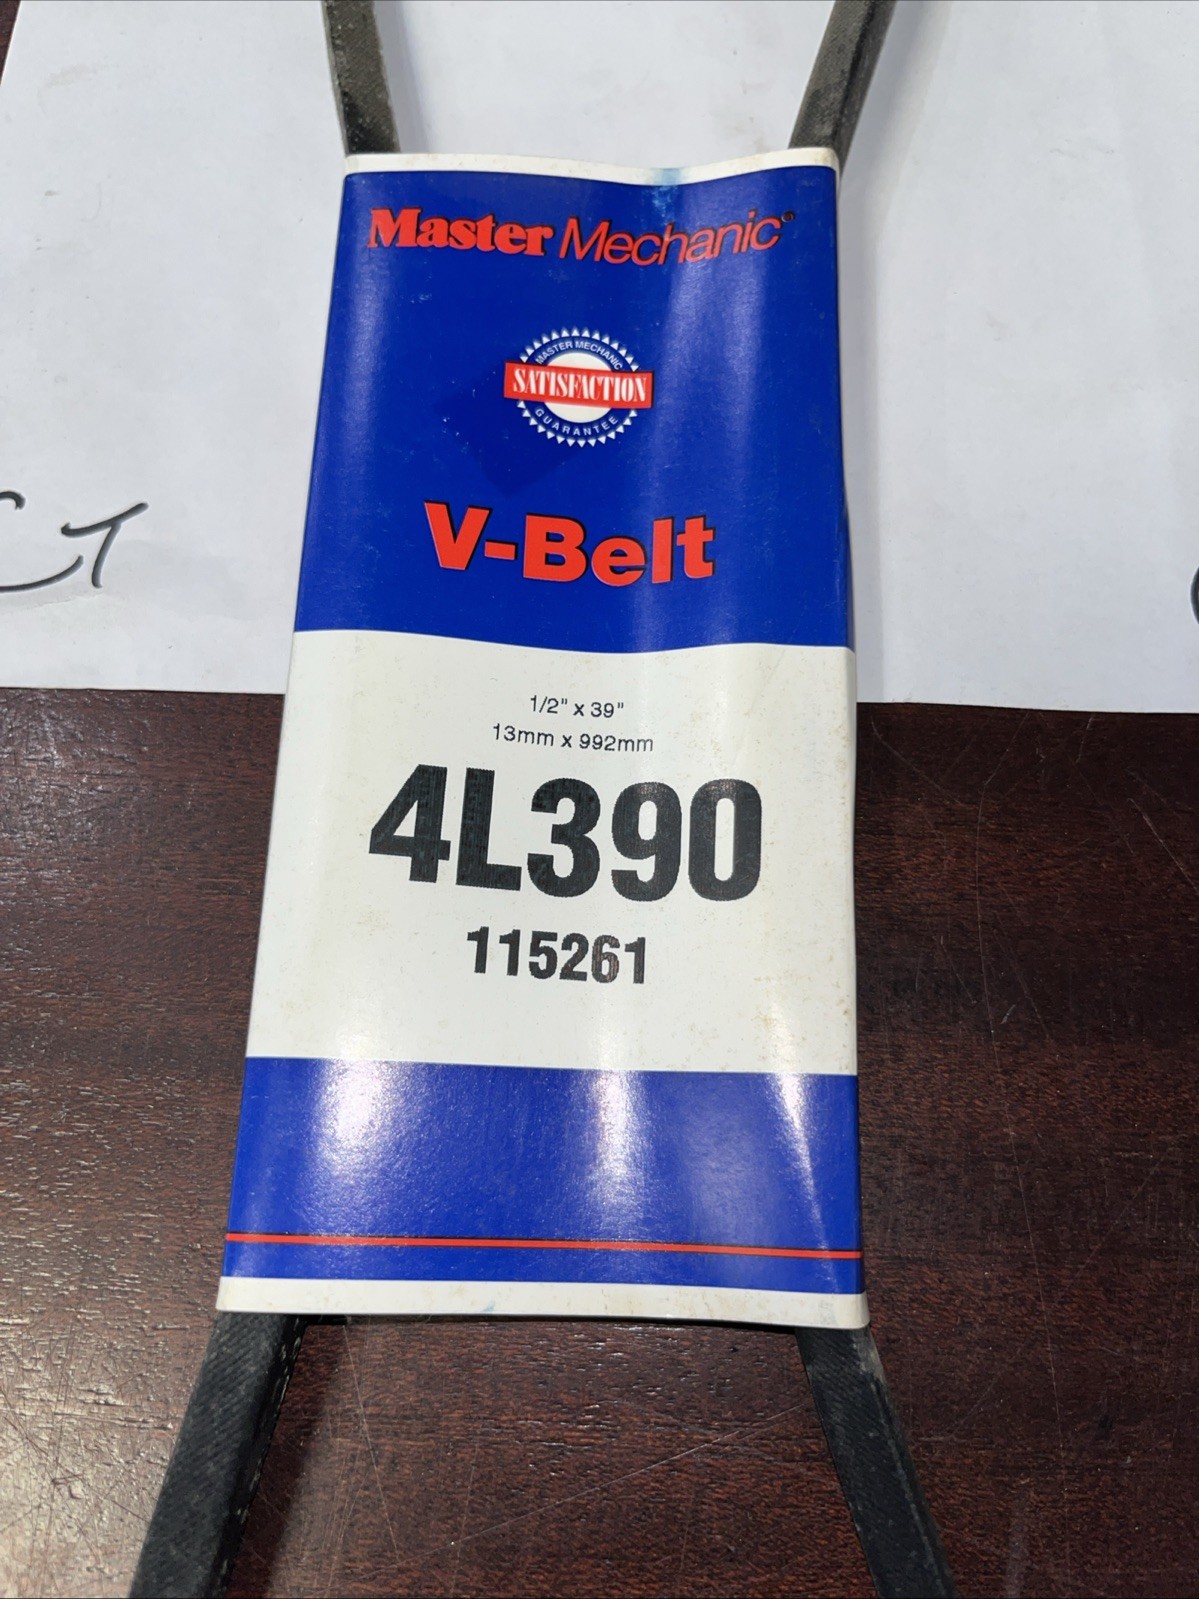 Master Mechanic®
MASTER MECHANIC
SATISFACTION
GUARANTEE
V-Belt
1/2" x 39"
13mm x 992mm
4L390
115261